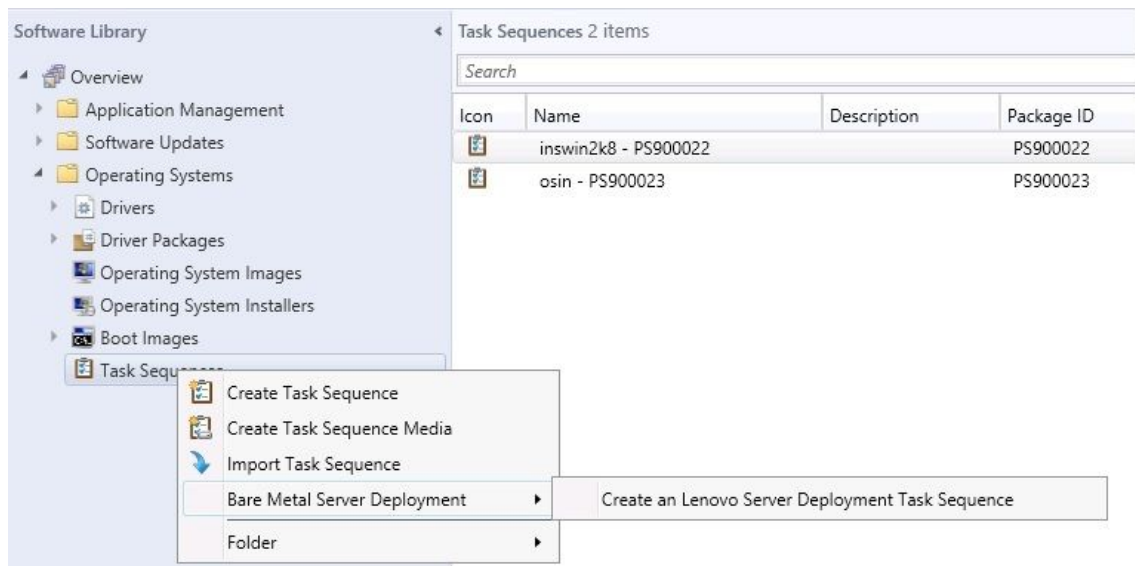 Software Library
Overview
Application Management
Software Updates
Operating Systems
Drivers
Driver Packages
Operating System Images
Operating System Installers
Boot Images
Task Sequences
Create Task Sequence
Create Task Sequence Media
Import Task Sequence
Bare Metal Server Deployment
Create an Lenovo Server Deployment Task Sequence
Folder
Task Sequences 2 items
Search
Icon Name Description Package ID
inswin2k8 - PS900022 PS900022
osin - PS900023 PS900023